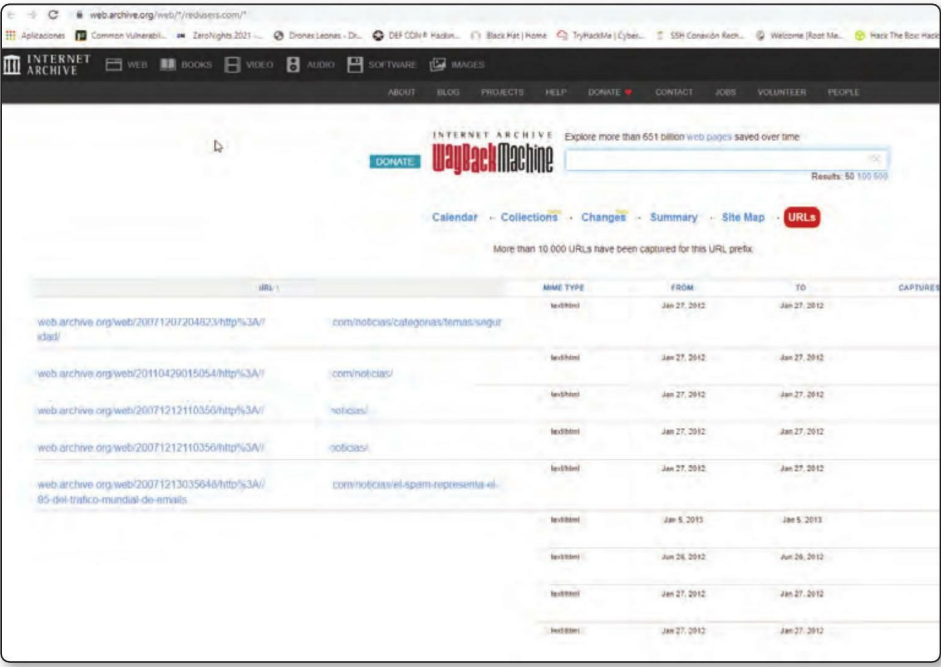 web.archive.org/web/*/redusers.com/*
Aplicaciones Common Vulnerabil... ZeroNights 2021 -... Drones Leones - Dr... DEF CON® Hackin... Black Hat | Home TryHackMe | Cyber... SSH Conexión Rech... Welcome [Root Me... Hack The Box: Hack
INTERNET ARCHIVE WEB BOOKS VIDEO AUDIO SOFTWARE IMAGES
ABOUT BLOG PROJECTS HELP DONATE CONTACT JOBS VOLUNTEER PEOPLE
DONATE
INTERNET ARCHIVE
WayBackMachine
Explore more than 651 billion web pages saved over time
Results: 50 100 500
Calendar · Collections · Changes · Summary · Site Map · URLs
More than 10.000 URLs have been captured for this URL prefix.
URL MIME TYPE FROM TO CAPTURES
web.archive.org/web/20071207204823/http%3A// com/noticias/categorias/temas/segur text/html Jan 27, 2012 Jan 27, 2012
idad/
web.archive.org/web/20110429015054/http%3A// com/noticias/ text/html Jan 27, 2012 Jan 27, 2012
web.archive.org/web/20071212110356/http%3A// noticias/ text/html Jan 27, 2012 Jan 27, 2012
web.archive.org/web/20071212110356/http%3A// noticias/ text/html Jan 27, 2012 Jan 27, 2012
web.archive.org/web/20071213035648/http%3A// com/noticias/el-spam-representa-el- text/html Jan 27, 2012 Jan 27, 2012
95-del-trafico-mundial-de-emails
text/html Jan 5, 2013 Jan 5, 2013
text/html Jun 26, 2012 Jun 26, 2012
text/html Jan 27, 2012 Jan 27, 2012
text/html Jan 27, 2012 Jan 27, 2012